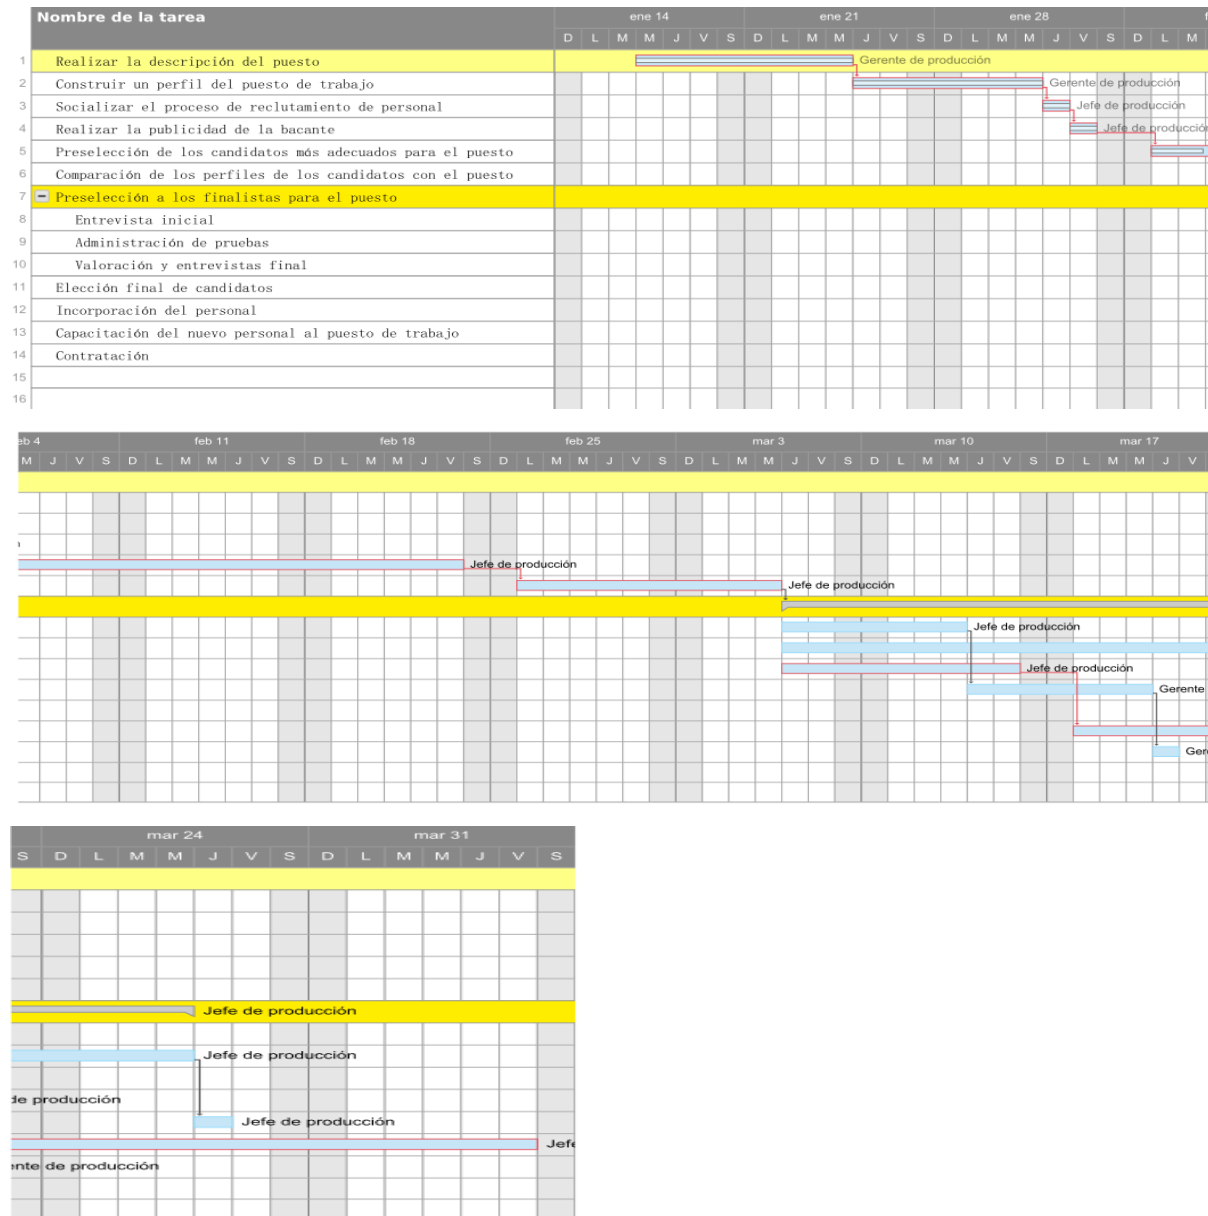 Nombre de la tarea
ene 14 ene 21 ene 28 f
D L M M J V S D L M M J V S D L M M J V S D L M
1 Realizar la descripción del puesto Gerente de producción
2 Construir un perfil del puesto de trabajo Gerente de producción
3 Socializar el proceso de reclutamiento de personal Jefe de producción
4 Realizar la publicidad de la bacante Jefe de producción
5 Preselección de los candidatos más adecuados para el puesto
6 Comparación de los perfiles de los candidatos con el puesto
7 Preselección a los finalistas para el puesto
8 Entrevista inicial
9 Administración de pruebas
10 Valoración y entrevistas final
11 Elección final de candidatos
12 Incorporación del personal
13 Capacitación del nuevo personal al puesto de trabajo
14 Contratación
15
16
eb 4 feb 11 feb 18 feb 25 mar 3 mar 10 mar 17
M J V S D L M M J V S D L M M J V S D L M M J V S D L M M J V S D L M M J V S D L M M J V
Jefe de producción
Jefe de producción
Jefe de producción
Jefe de producción
Gerente
Ger
mar 24 mar 31
S D L M M J V S D L M M J V S
Jefe de producción
Jefe de producción
de producción
Jefe de producción
Jefe
ente de producción